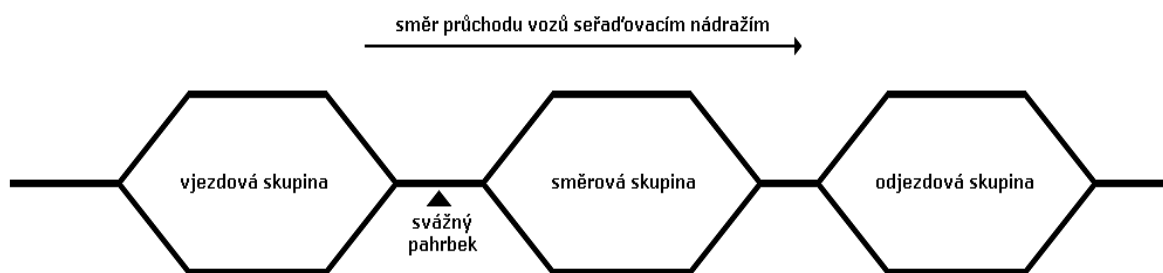 směr průchodu vozů seřaďovacím nádražím
vjezdová skupina
směrová skupina
odjezdová skupina
svážný
pahrbek